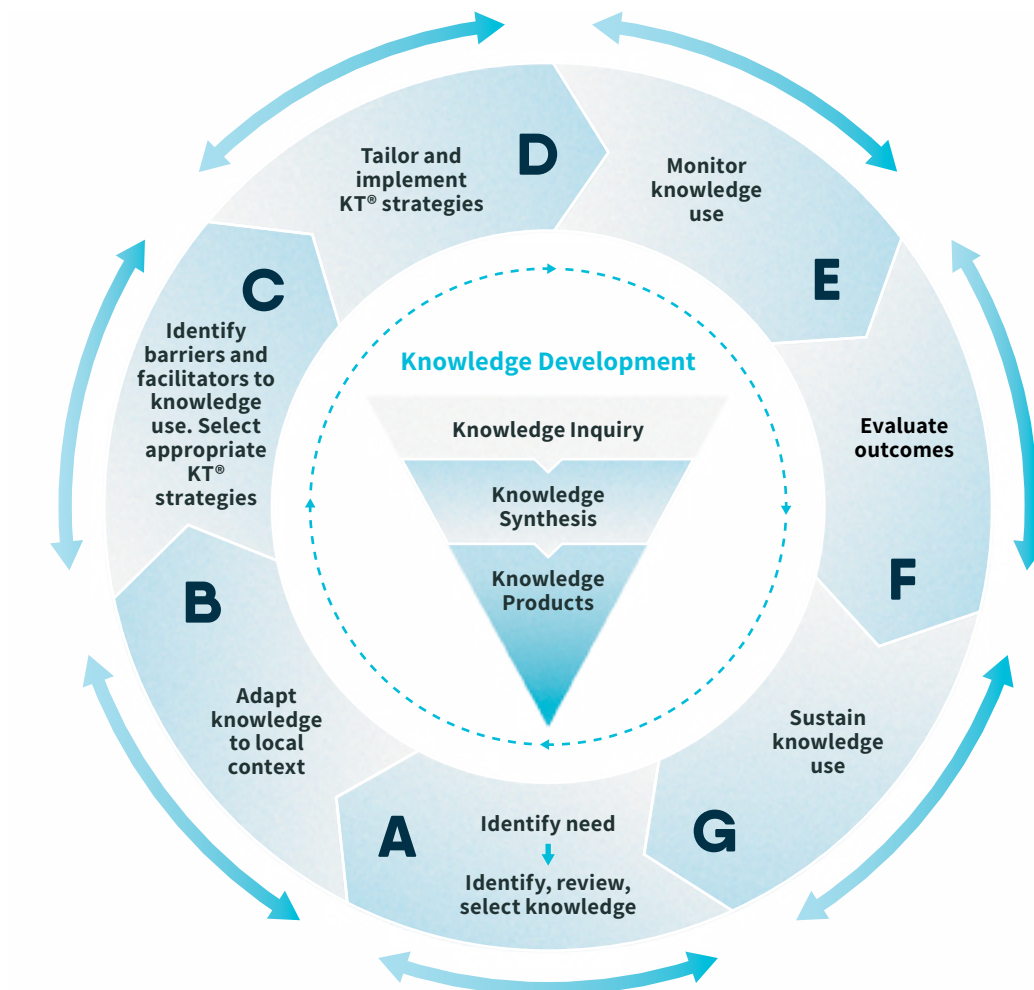 D
Tailor and
implement
KT® strategies
Monitor
knowledge
use
E
C
Identify
barriers and
facilitators to
knowledge
use. Select
appropriate
KT®
strategies
Knowledge Development
Knowledge Inquiry
Knowledge
Synthesis
Knowledge
Products
Evaluate
outcomes
F
B
Adapt
knowledge
to local
context
Sustain
knowledge
use
G
A
Identify need
Identify, review,
select knowledge